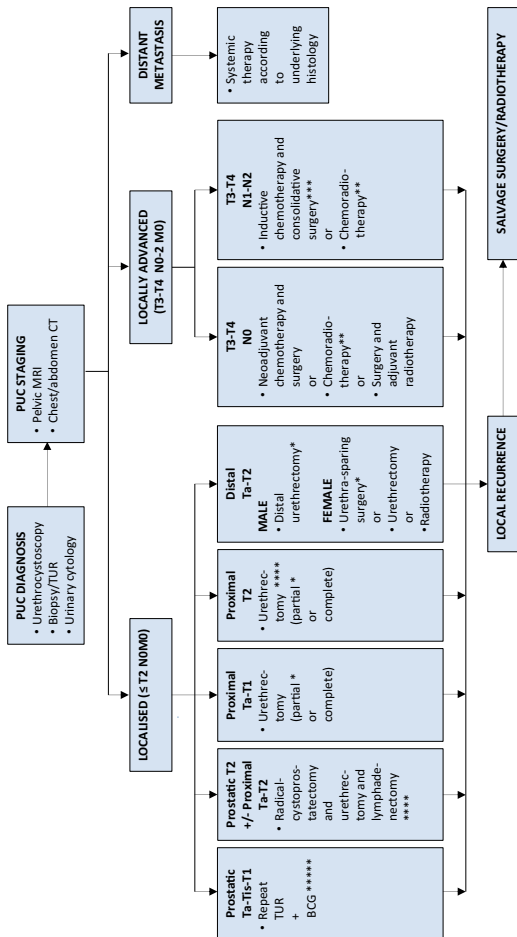 PUC DIAGNOSIS
• Urethrocystoscopy
• Biopsy/TUR
• Urinary cytology
PUC STAGING
• Pelvic MRI
• Chest/abdomen CT
LOCALISED (≤ T2 N0M0)
LOCALLY ADVANCED
(T3-T4 N0-2 M0)
DISTANT
METASTASIS
Prostatic
Ta-Tis-T1
• Repeat
TUR
+
BCG *****
Prostatic T2
+/- Proximal
Ta-T2
• Radical-
cystopros-
tatectomy
and
urethrec-
tomy and
lymphade-
nectomy
****
Proximal
Ta-T1
• Urethrec-
tomy
(partial *
or
complete)
Proximal
T2
• Urethrec-
tomy ****
(partial *
or
complete)
Distal
Ta-T2
MALE
• Distal
urethrectomy*
FEMALE
• Urethra-sparing
surgery*
or
• Urethrectomy
or
• Radiotherapy
T3-T4
N0
• Neoadjuvant
chemotherapy and
surgery
or
• Chemoradio-
therapy**
or
• Surgery and
adjuvant
radiotherapy
T3-T4
N1-N2
• Inductive
chemotherapy and
consolidative
surgery***
or
• Chemoradio-
therapy**
• Systemic
therapy
according
to
underlying
histology
LOCAL RECURRENCE
SALVAGE SURGERY/RADIOTHERAPY